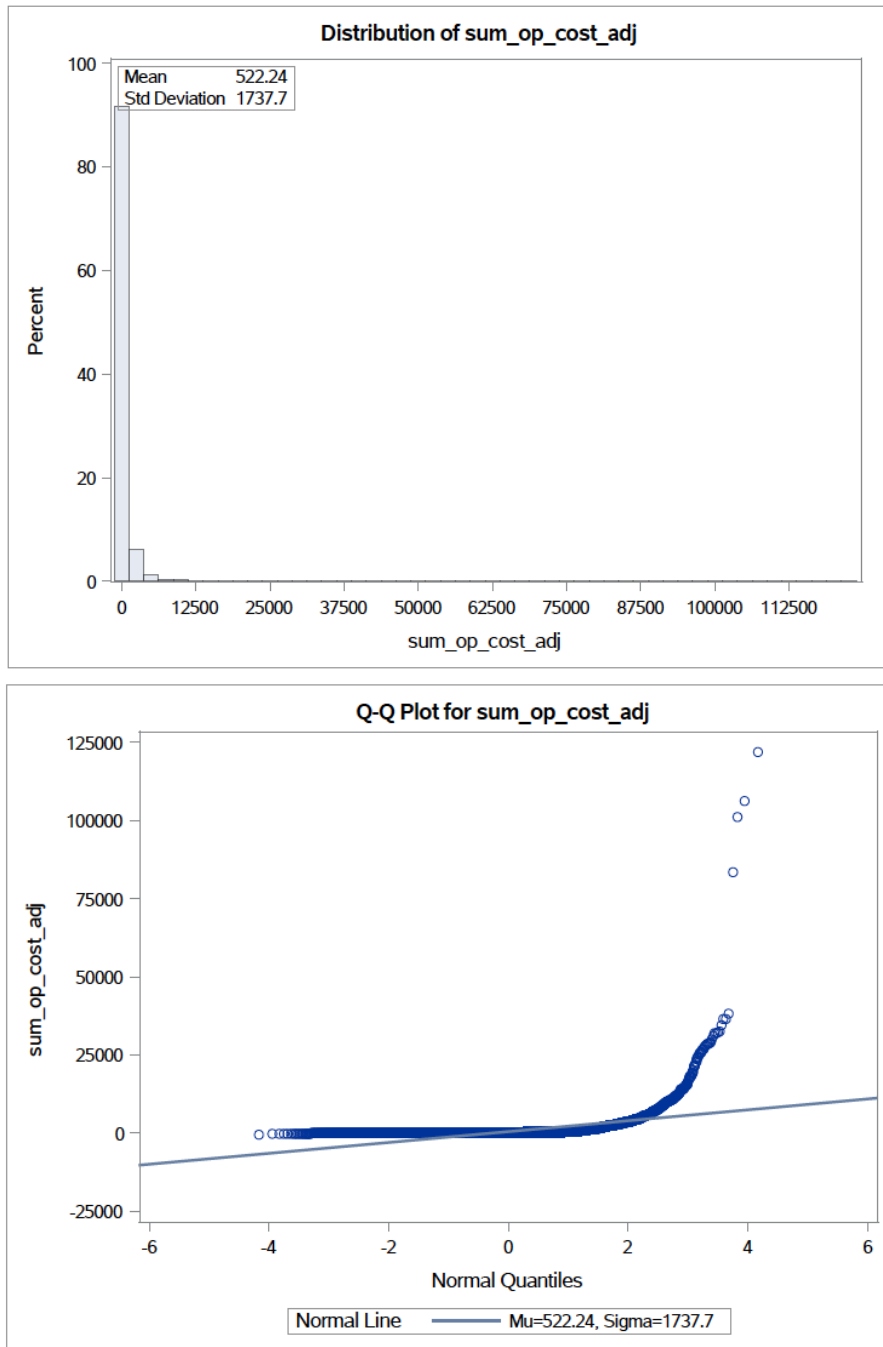 Distribution of sum_op_cost_adj
Mean 522.24
Std Deviation 1737.7
100
80
60
40
20
0
Percent
0 12500 25000 37500 50000 62500 75000 87500 100000 112500
sum_op_cost_adj
Q-Q Plot for sum_op_cost_adj
125000
100000
75000
50000
25000
0
-25000
sum_op_cost_adj
-6 -4 -2 0 2 4 6
Normal Quantiles
Normal Line Mu=522.24, Sigma=1737.7